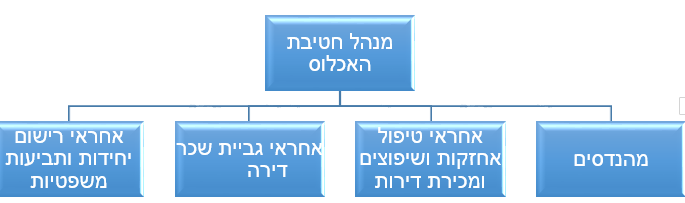 מנהל חטיבת
האכלוס
מהנדסים
אחראי טיפול
אחזקות ושיפוצים
ומכירת דירות
אחראי גביית שכר
דירה
אחראי רישום
יחידות ותביעות
משפטיות